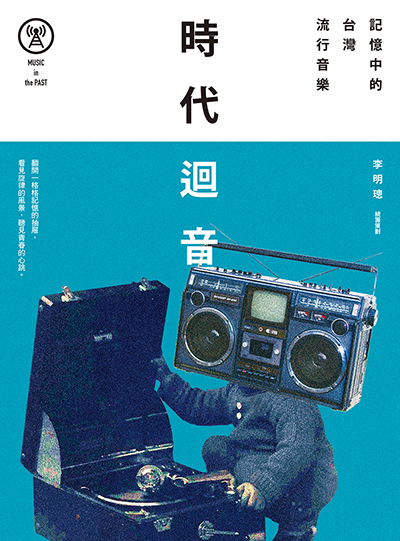 記憶中的
台灣
流行音樂
時代迴音
MUSIC
in
the PAST
李明璁 統籌策劃
翻開一格格記憶的抽屜,
看見旋律的風景,聽見青春的心跳。